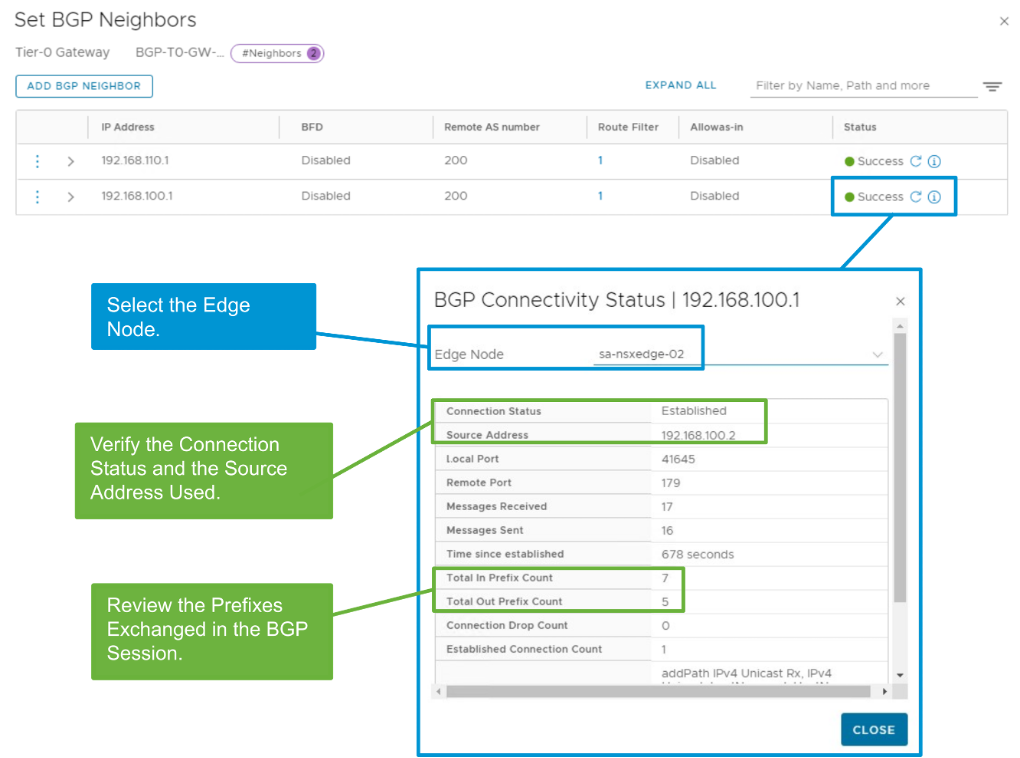 Set BGP Neighbors
Tier-0 Gateway BGP-T0-GW-... #Neighbors 2
ADD BGP NEIGHBOR EXPAND ALL Filter by Name, Path and more
IP Address BFD Remote AS number Route Filter Allowas-in Status
192.168.110.1 Disabled 200 1 Disabled Success
192.168.100.1 Disabled 200 1 Disabled Success
Select the Edge
Node.
BGP Connectivity Status | 192.168.100.1
Edge Node sa-nsxedge-02
Verify the Connection
Status and the Source
Address Used.
Connection Status Established
Source Address 192.168.100.2
Local Port 41645
Remote Port 179
Messages Received 17
Messages Sent 16
Time since established 678 seconds
Total In Prefix Count 7
Total Out Prefix Count 5
Connection Drop Count 0
Established Connection Count 1
addPath IPv4 Unicast Rx, IPv4
Review the Prefixes
Exchanged in the BGP
Session.
CLOSE